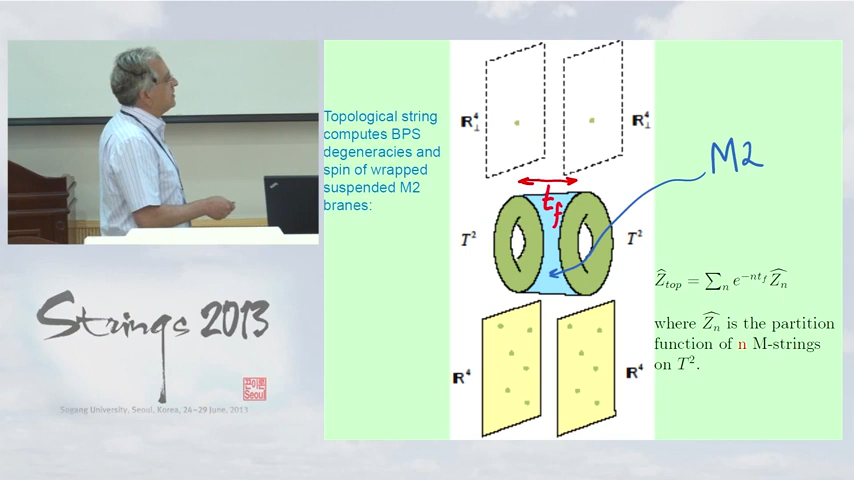 Topological string
computes BPS
degeneracies and
spin of wrapped
suspended M2
branes:
ℝ⁴⊥
ℝ⁴⊥
M2
t_f
T²
T²
Ẑ_top = ∑_n e^{-nt_f} Ẑ_n
where Ẑ_n is the partition
function of n M-strings
on T².
ℝ⁴
ℝ⁴
Strings 2013
Sogang University, Seoul, Korea, 24-29 June, 2013